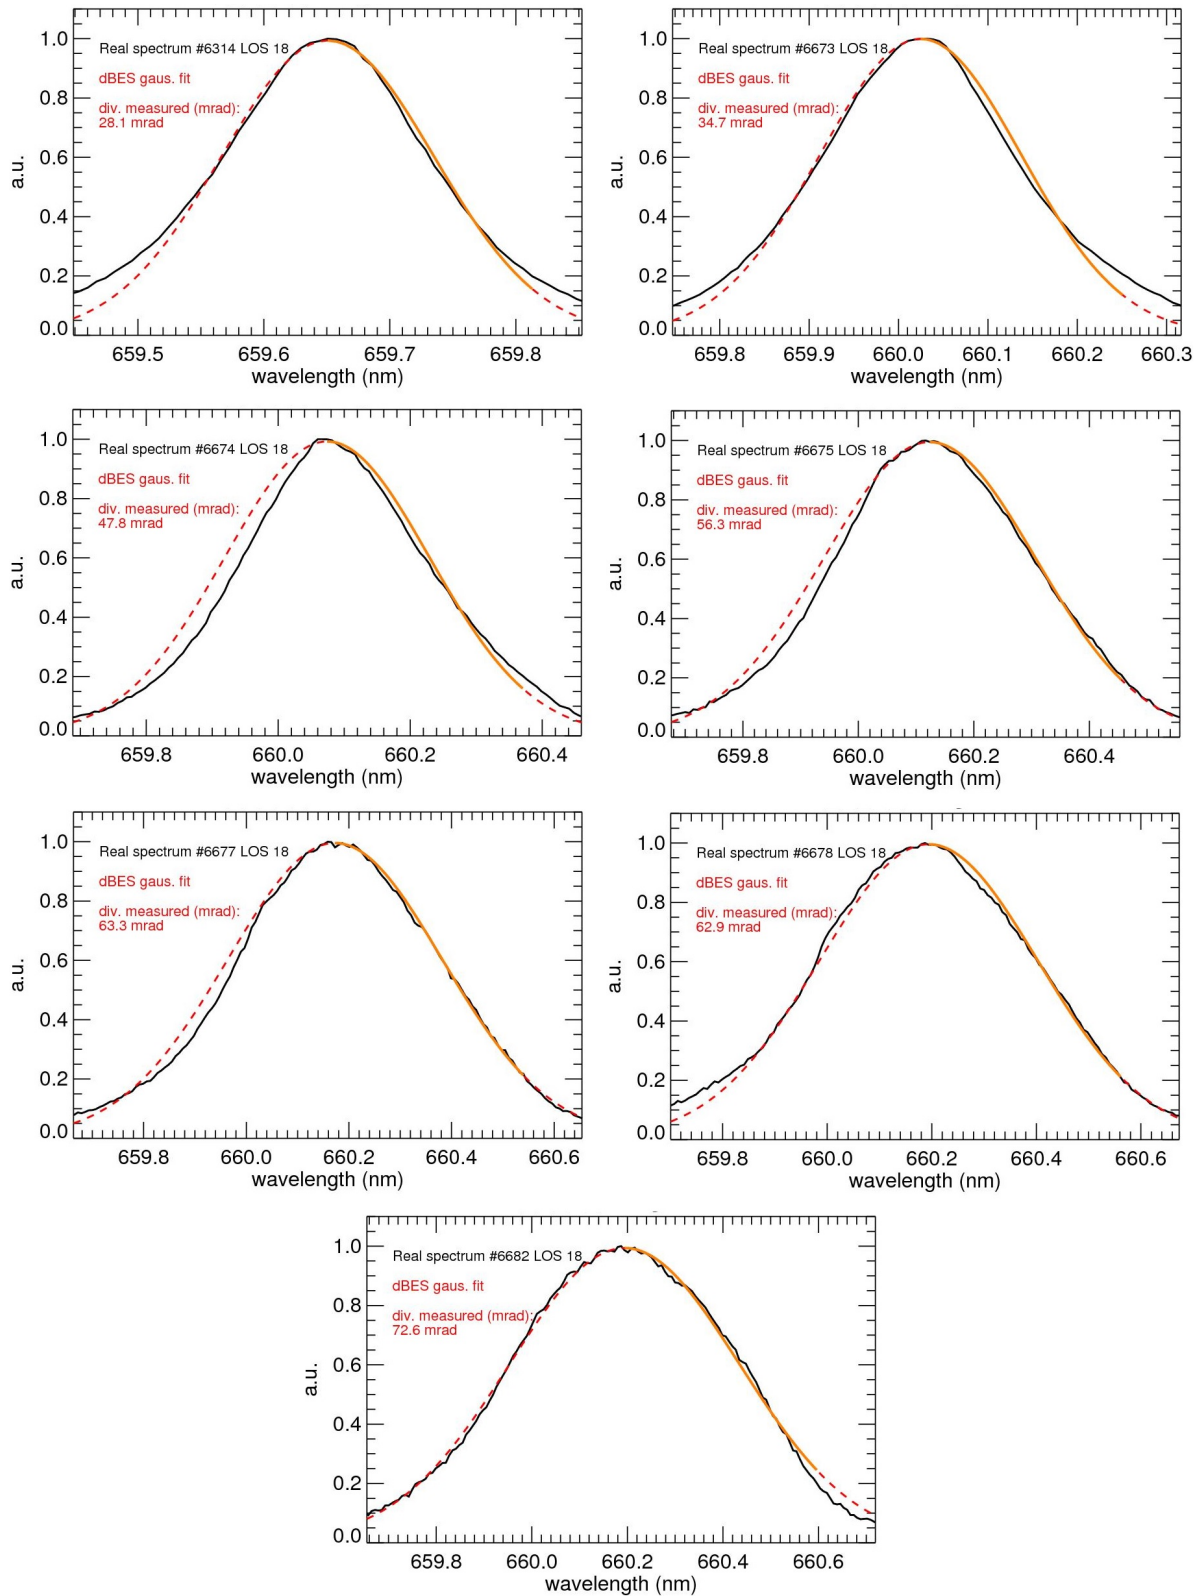 Real spectrum #6314 LOS 18
dBES gaus. fit
div. measured (mrad):
28.1 mrad
1.0
0.8
0.6
0.4
0.2
0.0
a.u.
659.5 659.6 659.7 659.8
wavelength (nm)
Real spectrum #6673 LOS 18
dBES gaus. fit
div. measured (mrad):
34.7 mrad
1.0
0.8
0.6
0.4
0.2
0.0
a.u.
659.8 659.9 660.0 660.1 660.2 660.3
wavelength (nm)
Real spectrum #6674 LOS 18
dBES gaus. fit
div. measured (mrad):
47.8 mrad
1.0
0.8
0.6
0.4
0.2
0.0
a.u.
659.8 660.0 660.2 660.4
wavelength (nm)
Real spectrum #6675 LOS 18
dBES gaus. fit
div. measured (mrad):
56.3 mrad
1.0
0.8
0.6
0.4
0.2
0.0
a.u.
659.8 660.0 660.2 660.4
wavelength (nm)
Real spectrum #6677 LOS 18
dBES gaus. fit
div. measured (mrad):
63.3 mrad
1.0
0.8
0.6
0.4
0.2
0.0
a.u.
659.8 660.0 660.2 660.4 660.6
wavelength (nm)
Real spectrum #6678 LOS 18
dBES gaus. fit
div. measured (mrad):
62.9 mrad
1.0
0.8
0.6
0.4
0.2
0.0
a.u.
659.8 660.0 660.2 660.4 660.6
wavelength (nm)
Real spectrum #6682 LOS 18
dBES gaus. fit
div. measured (mrad):
72.6 mrad
1.0
0.8
0.6
0.4
0.2
0.0
a.u.
659.8 660.0 660.2 660.4 660.6
wavelength (nm)